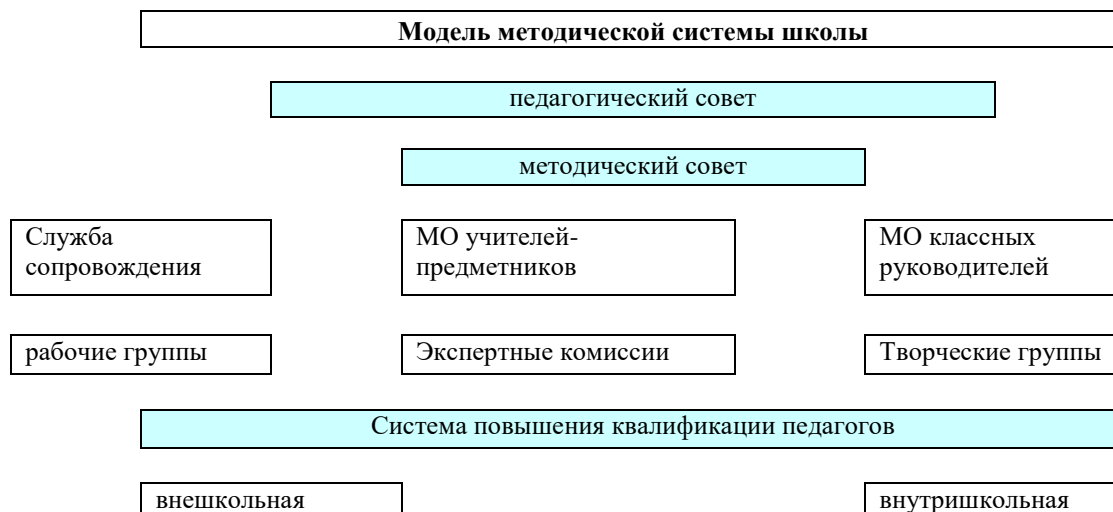 Модель методической системы школы
педагогический совет
методический совет
Служба
сопровождения
МО учителей-
предметников
МО классных
руководителей
рабочие группы
Экспертные комиссии
Творческие группы
Система повышения квалификации педагогов
внешкольная
внутришкольная